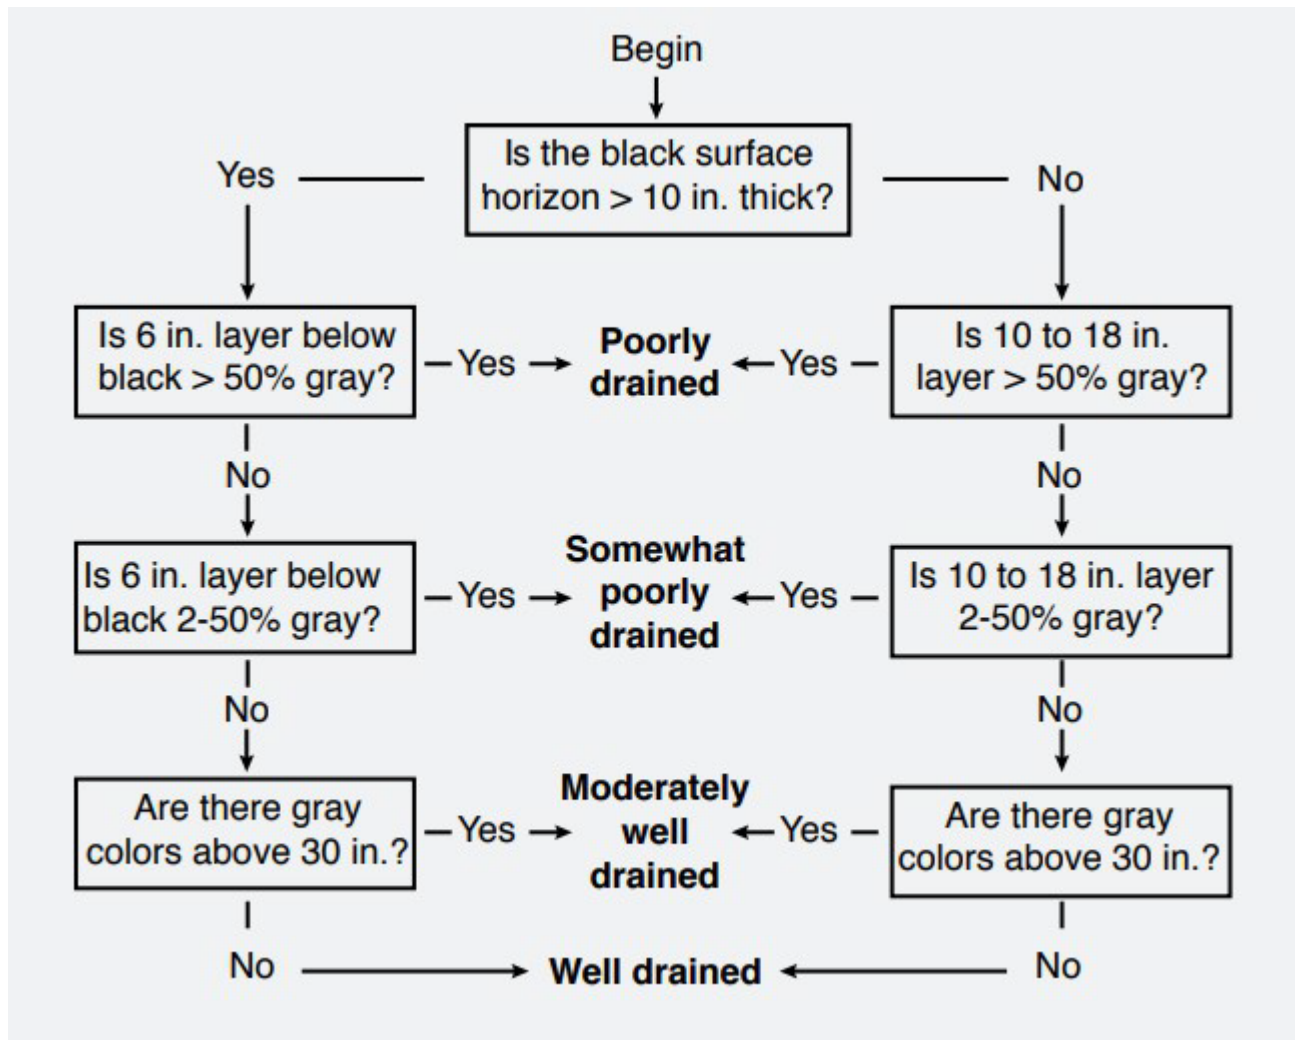 Begin
Is the black surface
horizon > 10 in. thick?
Yes
No
Is 6 in. layer below
black > 50% gray?
Yes
Poorly
drained
Yes
Is 10 to 18 in.
layer > 50% gray?
No
No
Is 6 in. layer below
black 2-50% gray?
Yes
Somewhat
poorly
drained
Yes
Is 10 to 18 in. layer
2-50% gray?
No
No
Are there gray
colors above 30 in.?
Yes
Moderately
well
drained
Yes
Are there gray
colors above 30 in.?
No
Well drained
No